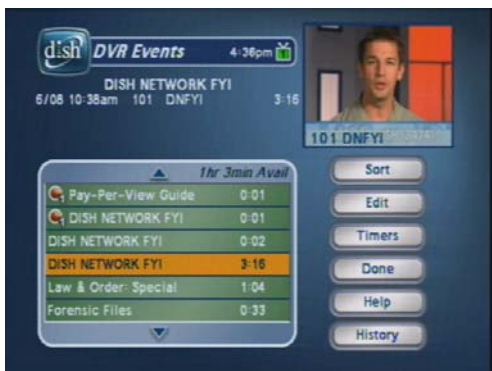 dish DVR Events 4:36pm
DISH NETWORK FYI
6/08 10:38am 101 DNFYI 3:16
101 DNFYI
1hr 3min Avail
Pay-Per-View Guide 0:01
DISH NETWORK FYI 0:01
DISH NETWORK FYI 0:02
DISH NETWORK FYI 3:16
Law & Order: Special 1:04
Forensic Files 0:33
Sort
Edit
Timers
Done
Help
History